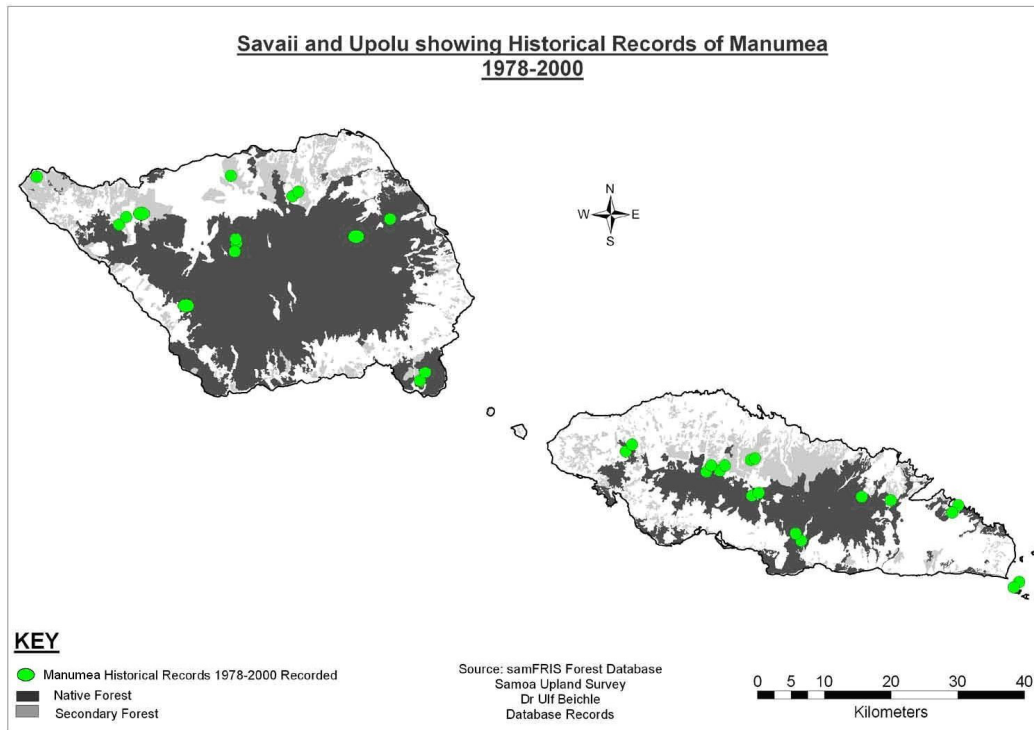 Savaii and Upolu showing Historical Records of Manumea
1978-2000
N
W E
S
KEY
Manumea Historical Records 1978-2000 Recorded
Native Forest
Secondary Forest
Source: samFRIS Forest Database
Samoa Upland Survey
Dr Ulf Beichle
Database Records
0 5 10 20 30 40
Kilometers